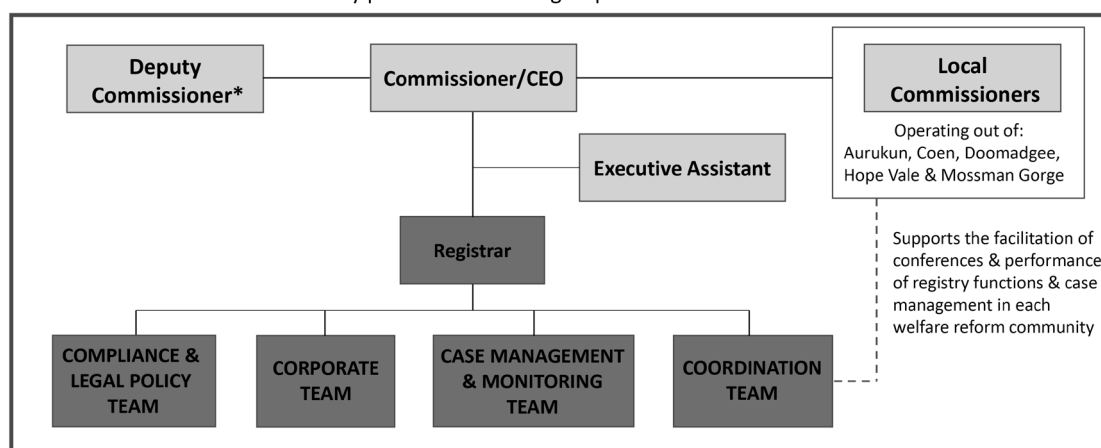 Deputy
Commissioner*
Commissioner/CEO
Local
Commissioners
Operating out of:
Aurukun, Coen, Doomadgee,
Hope Vale & Mossman Gorge
Executive Assistant
Registrar
Supports the facilitation of
conferences & performance
of registry functions & case
management in each
welfare reform community
COMPLIANCE &
LEGAL POLICY
TEAM
CORPORATE
TEAM
CASE MANAGEMENT
& MONITORING
TEAM
COORDINATION
TEAM